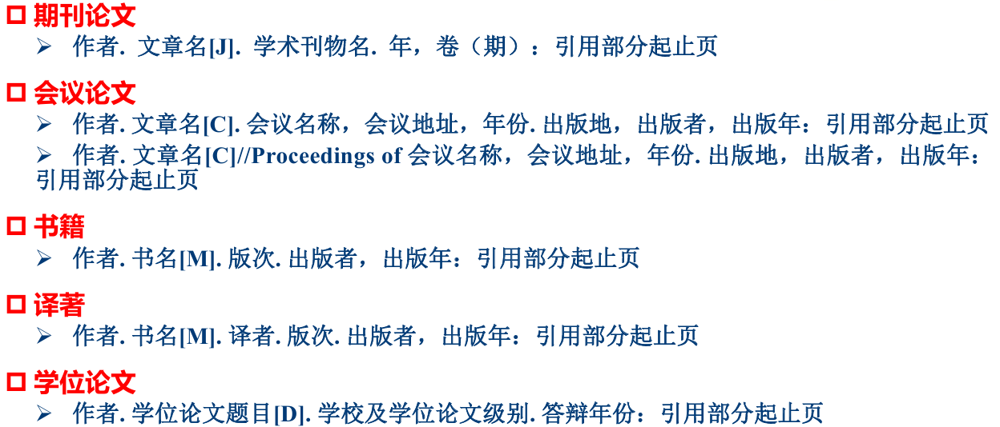 期刊论文
作者. 文章名[J]. 学术刊物名. 年，卷（期）：引用部分起止页
会议论文
作者. 文章名[C]. 会议名称，会议地址，年份. 出版地，出版者，出版年：引用部分起止页
作者. 文章名[C]//Proceedings of 会议名称，会议地址，年份. 出版地，出版者，出版年：
引用部分起止页
书籍
作者. 书名[M]. 版次. 出版者，出版年：引用部分起止页
译著
作者. 书名[M]. 译者. 版次. 出版者，出版年：引用部分起止页
学位论文
作者. 学位论文题目[D]. 学校及学位论文级别. 答辩年份：引用部分起止页